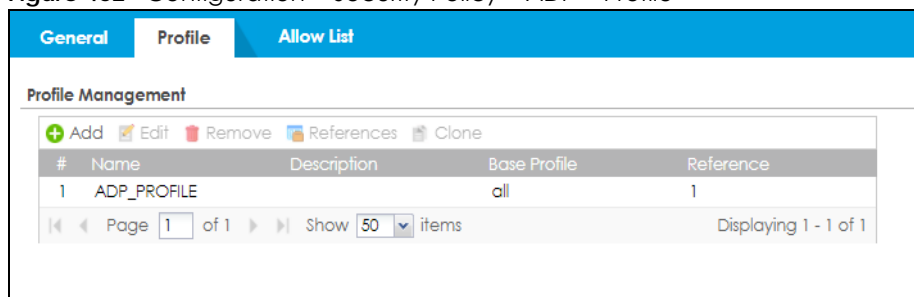 General Profile Allow List
Profile Management
Add Edit Remove References Clone
# Name Description Base Profile Reference
1 ADP_PROFILE all 1
Page 1 of 1 Show 50 items Displaying 1 - 1 of 1